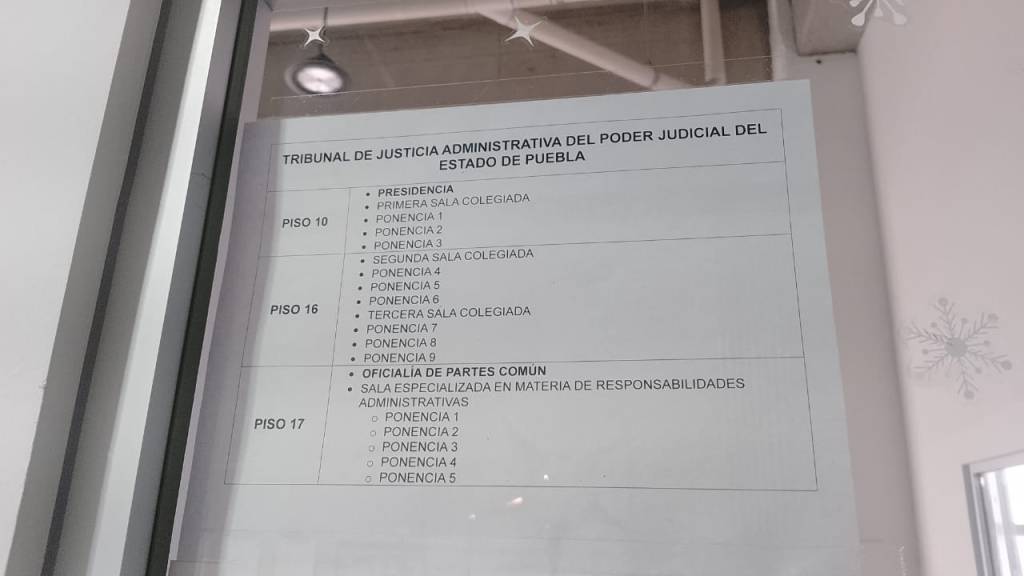 TRIBUNAL DE JUSTICIA ADMINISTRATIVA DEL PODER JUDICIAL DEL
ESTADO DE PUEBLA
PISO 10
• PRESIDENCIA
• PRIMERA SALA COLEGIADA
• PONENCIA 1
• PONENCIA 2
• PONENCIA 3
PISO 16
• SEGUNDA SALA COLEGIADA
• PONENCIA 4
• PONENCIA 5
• PONENCIA 6
• TERCERA SALA COLEGIADA
• PONENCIA 7
• PONENCIA 8
• PONENCIA 9
PISO 17
• OFICIALÍA DE PARTES COMÚN
• SALA ESPECIALIZADA EN MATERIA DE RESPONSABILIDADES
ADMINISTRATIVAS
○ PONENCIA 1
○ PONENCIA 2
○ PONENCIA 3
○ PONENCIA 4
○ PONENCIA 5